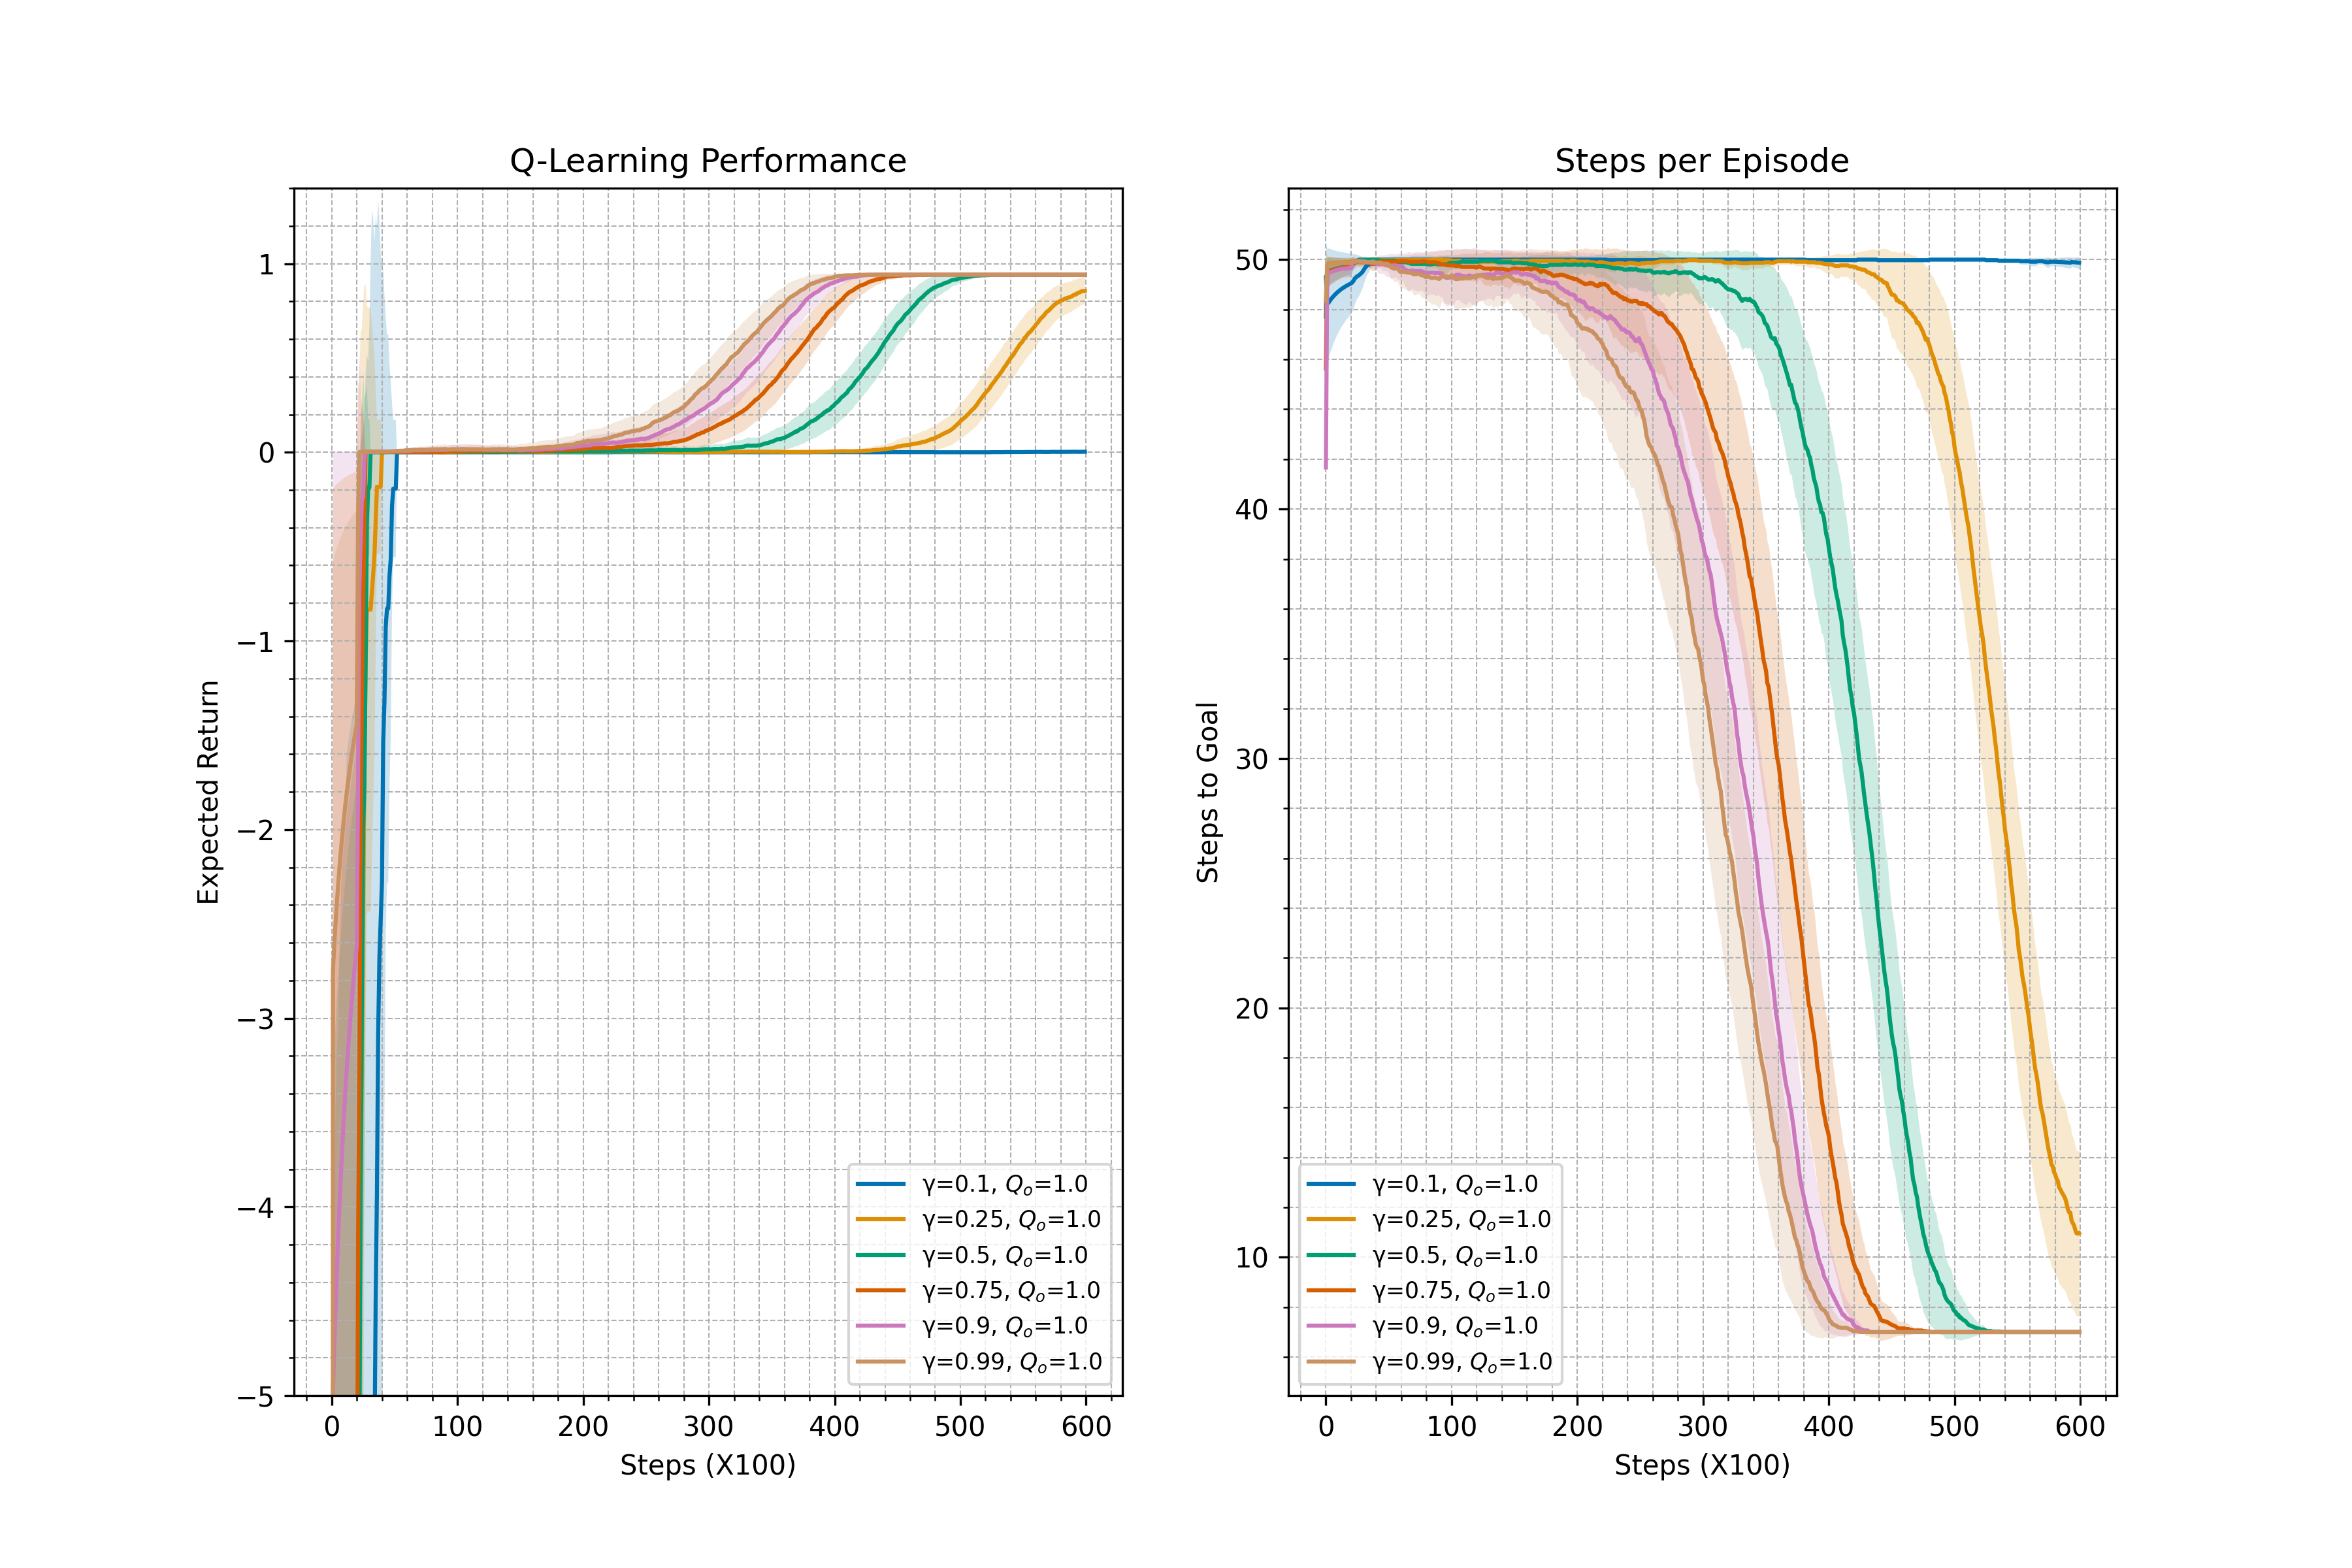 Q-Learning Performance
Expected Return
1
0
−1
−2
−3
−4
−5
0 100 200 300 400 500 600
Steps (X100)
γ=0.1, Qₒ=1.0
γ=0.25, Qₒ=1.0
γ=0.5, Qₒ=1.0
γ=0.75, Qₒ=1.0
γ=0.9, Qₒ=1.0
γ=0.99, Qₒ=1.0
Steps per Episode
Steps to Goal
50
40
30
20
10
0 100 200 300 400 500 600
Steps (X100)
γ=0.1, Qₒ=1.0
γ=0.25, Qₒ=1.0
γ=0.5, Qₒ=1.0
γ=0.75, Qₒ=1.0
γ=0.9, Qₒ=1.0
γ=0.99, Qₒ=1.0